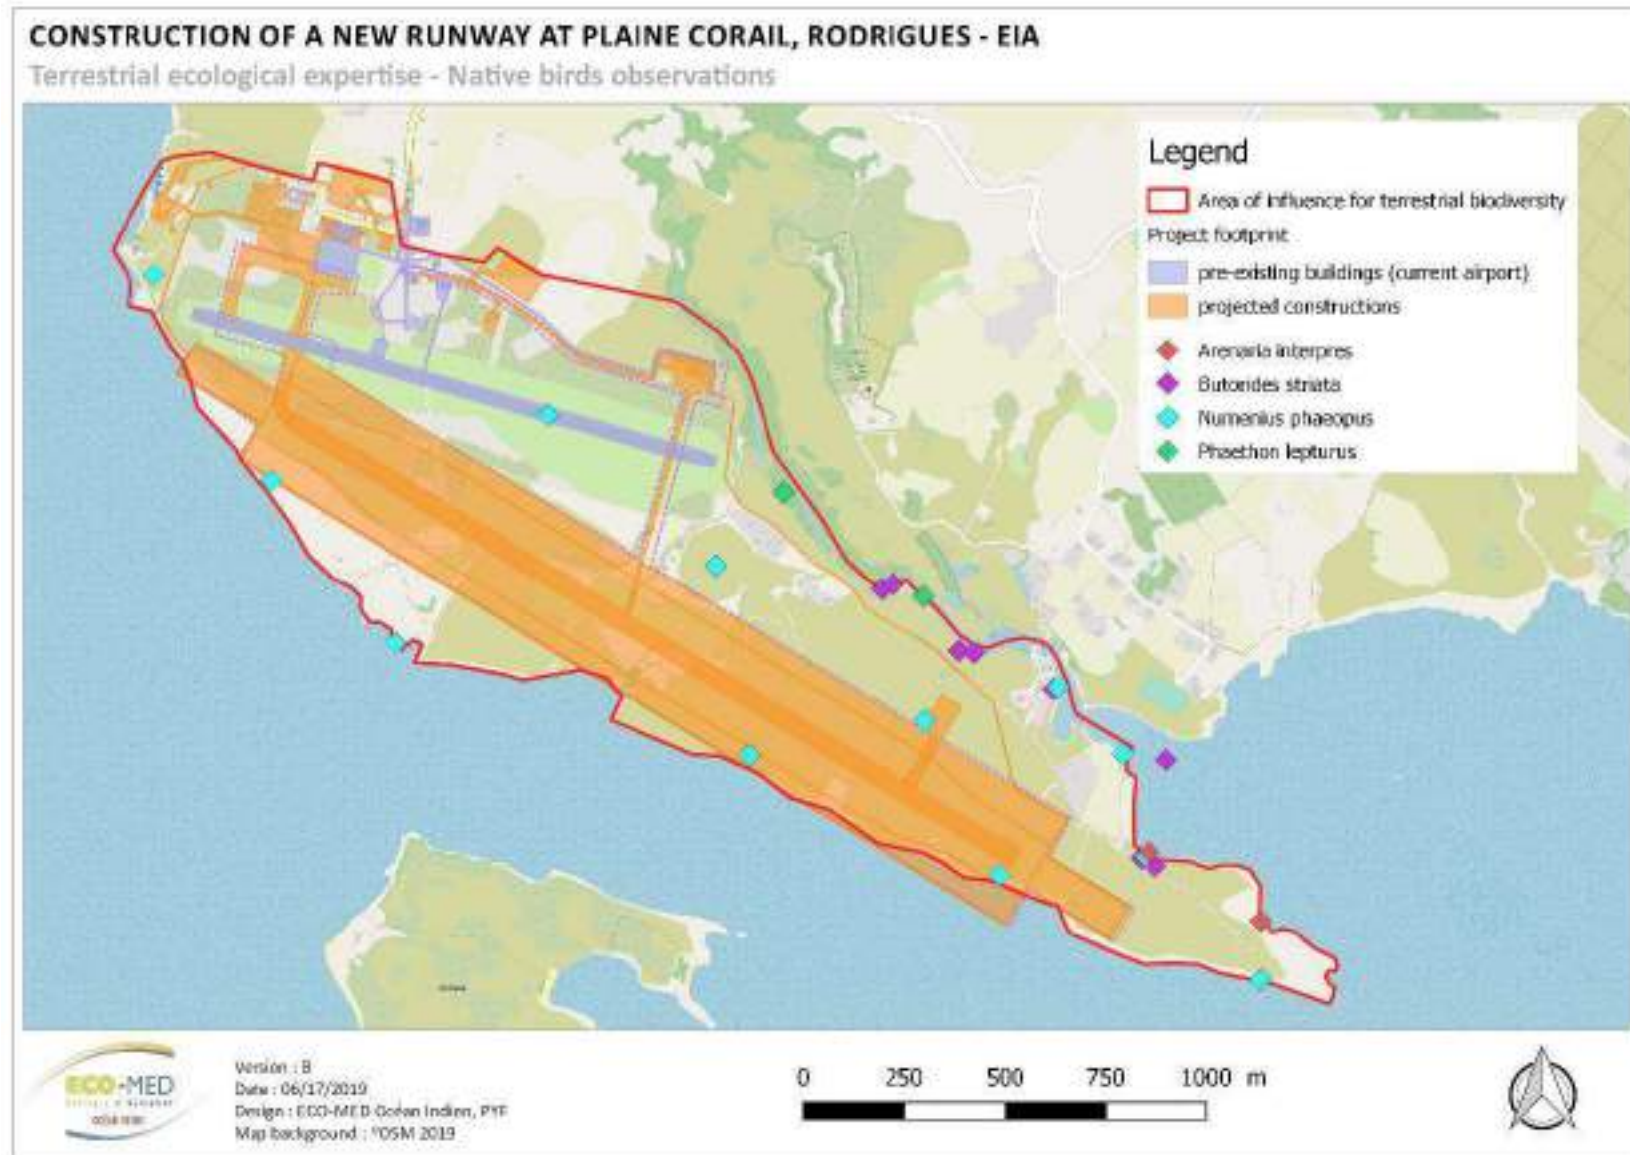 CONSTRUCTION OF A NEW RUNWAY AT PLAINE CORAIL, RODRIGUES - EIA
Terrestrial ecological expertise - Native birds observations
Legend
Area of influence for terrestrial biodiversity
Project footprint
pre-existing buildings (current airport)
projected constructions
Arenaria interpres
Butorides striata
Numenius phaeopus
Phaethon lepturus
ECO-MED
Version : B
Date : 06/17/2019
Design : ECO-MED Océan Indien, PYF
Map background : °OSM 2019
0 250 500 750 1000 m